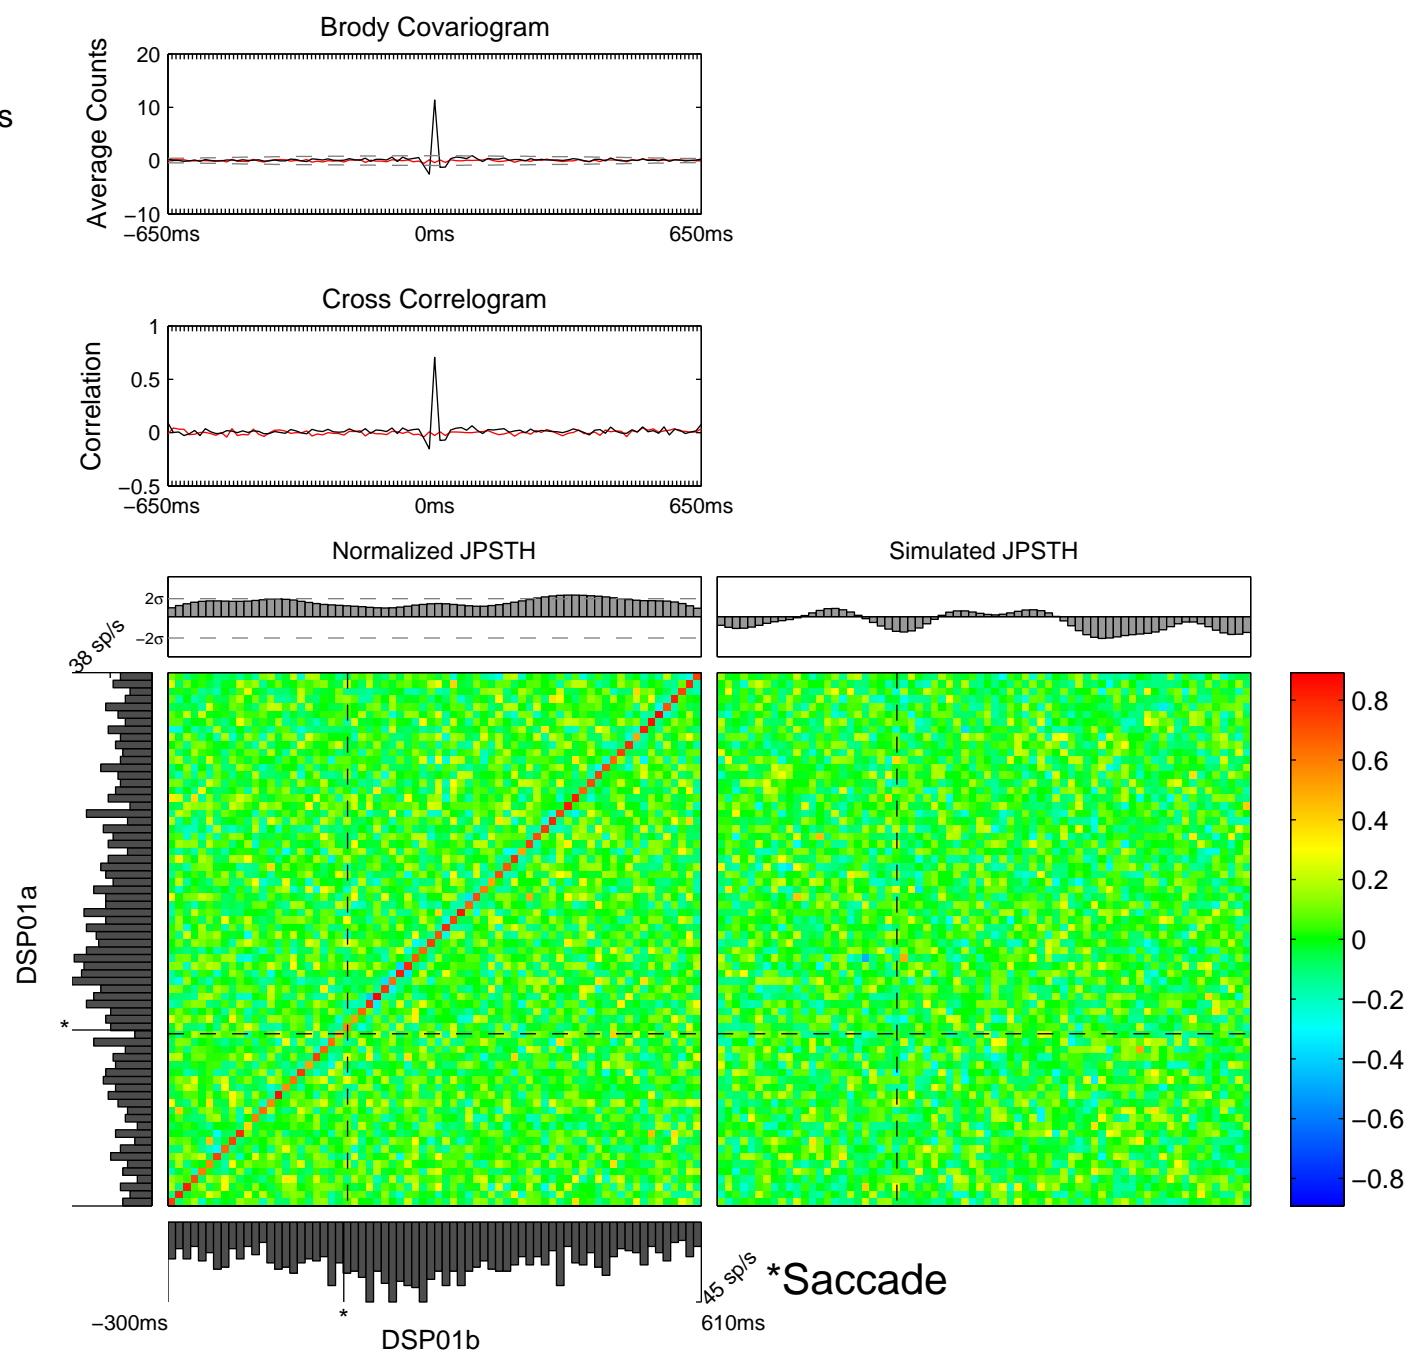 Brody Covariogram
s
Average Counts
20
10
0
−10
−650ms
0ms
650ms
Cross Correlogram
Correlation
1
0.5
0
−0.5
−650ms
0ms
650ms
Normalized JPSTH
Simulated JPSTH
2σ
−2σ
38 sp/s
DSP01a
*
0.8
0.6
0.4
0.2
0
−0.2
−0.4
−0.6
−0.8
45 sp/s
*Saccade
*
−300ms
610ms
DSP01b